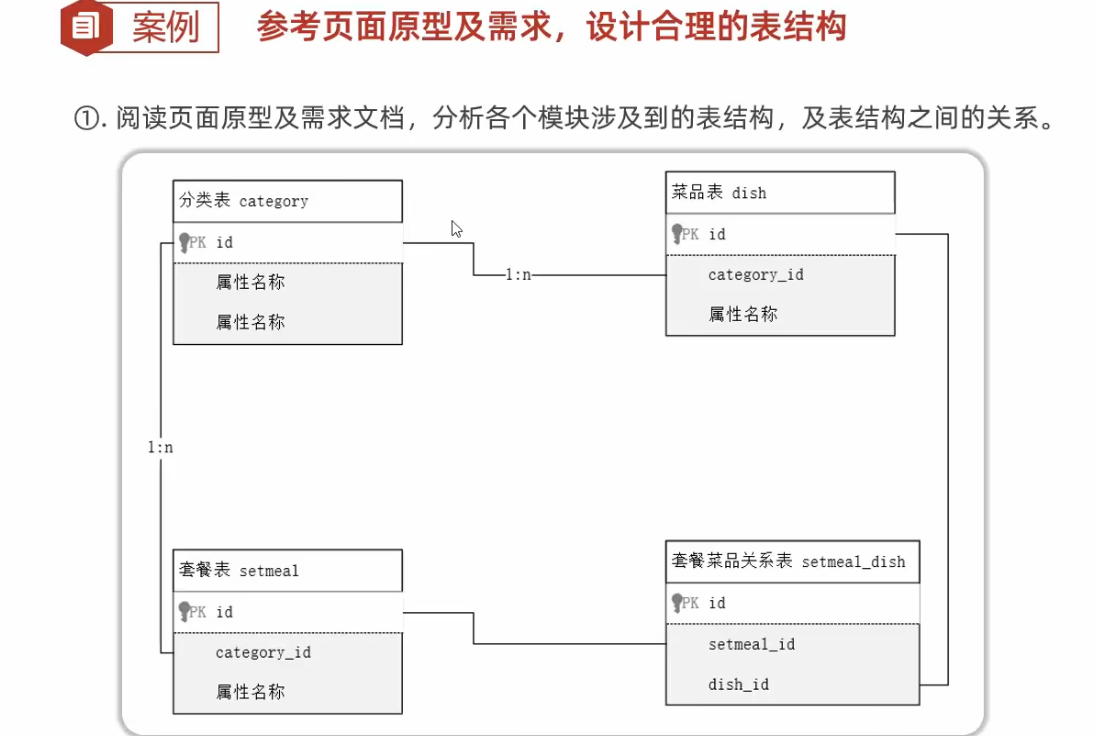 案例
参考页面原型及需求，设计合理的表结构
①. 阅读页面原型及需求文档，分析各个模块涉及到的表结构，及表结构之间的关系。
分类表 category
PK id
属性名称
属性名称
1:n
菜品表 dish
PK id
category_id
属性名称
1:n
套餐表 setmeal
PK id
category_id
属性名称
套餐菜品关系表 setmeal_dish
PK id
setmeal_id
dish_id